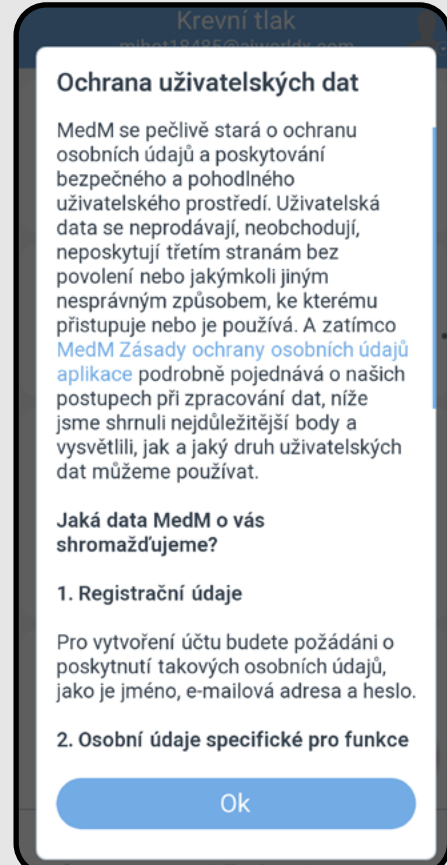 Krevní tlak
Ochrana uživatelských dat
MedM se pečlivě stará o ochranu
osobních údajů a poskytování
bezpečného a pohodlného
uživatelského prostředí. Uživatelská
data se neprodávají, neobchodují,
neposkytují třetím stranám bez
povolení nebo jakýmkoli jiným
nesprávným způsobem, ke kterému
přistupuje nebo je používá. A zatímco
MedM Zásady ochrany osobních údajů
aplikace podrobně pojednává o našich
postupech při zpracování dat, níže
jsme shrnuli nejdůležitější body a
vysvětlili, jak a jaký druh uživatelských
dat můžeme používat.
Jaká data MedM o vás
shromažďujeme?
1. Registrační údaje
Pro vytvoření účtu budete požádáni o
poskytnutí takových osobních údajů,
jako je jméno, e-mailová adresa a heslo.
2. Osobní údaje specifické pro funkce
Ok